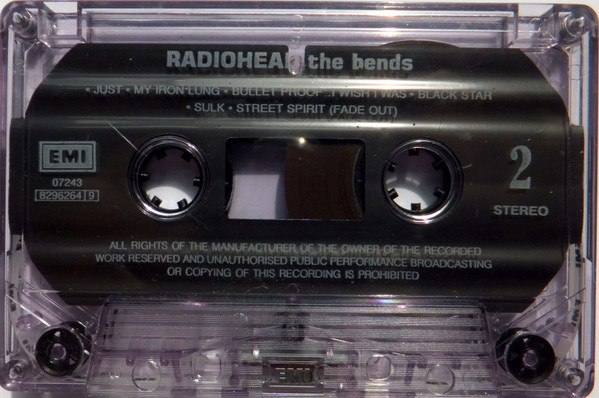 RADIOHEAD the bends
• JUST • MY IRON LUNG • BULLET PROOF..I WISH I WAS • BLACK STAR
• SULK • STREET SPIRIT (FADE OUT)
EMI
07243
8296264 9
2
STEREO
ALL RIGHTS OF THE MANUFACTURER OF THE OWNER OF THE RECORDED
WORK RESERVED AND UNAUTHORISED PUBLIC PERFORMANCE BROADCASTING
OR COPYING OF THIS RECORDING IS PROHIBITED
EMI